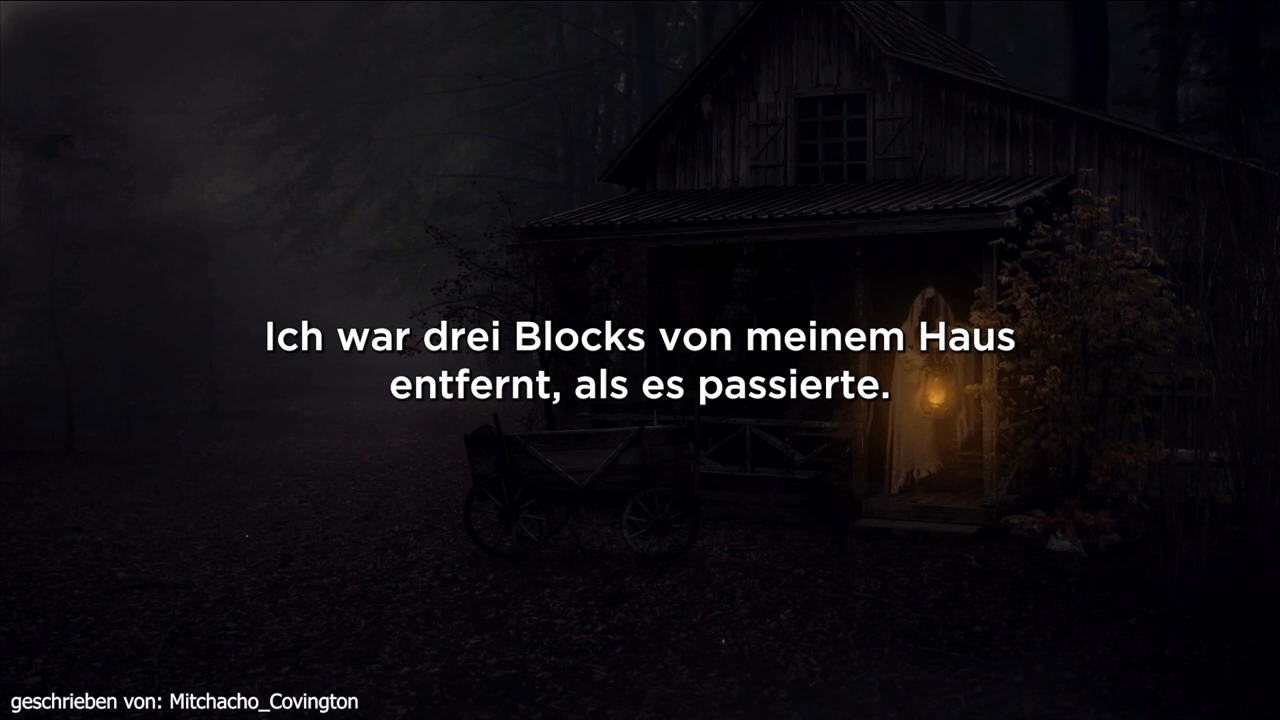 Ich war drei Blocks von meinem Haus
entfernt, als es passierte.
geschrieben von: Mitchacho_Covington